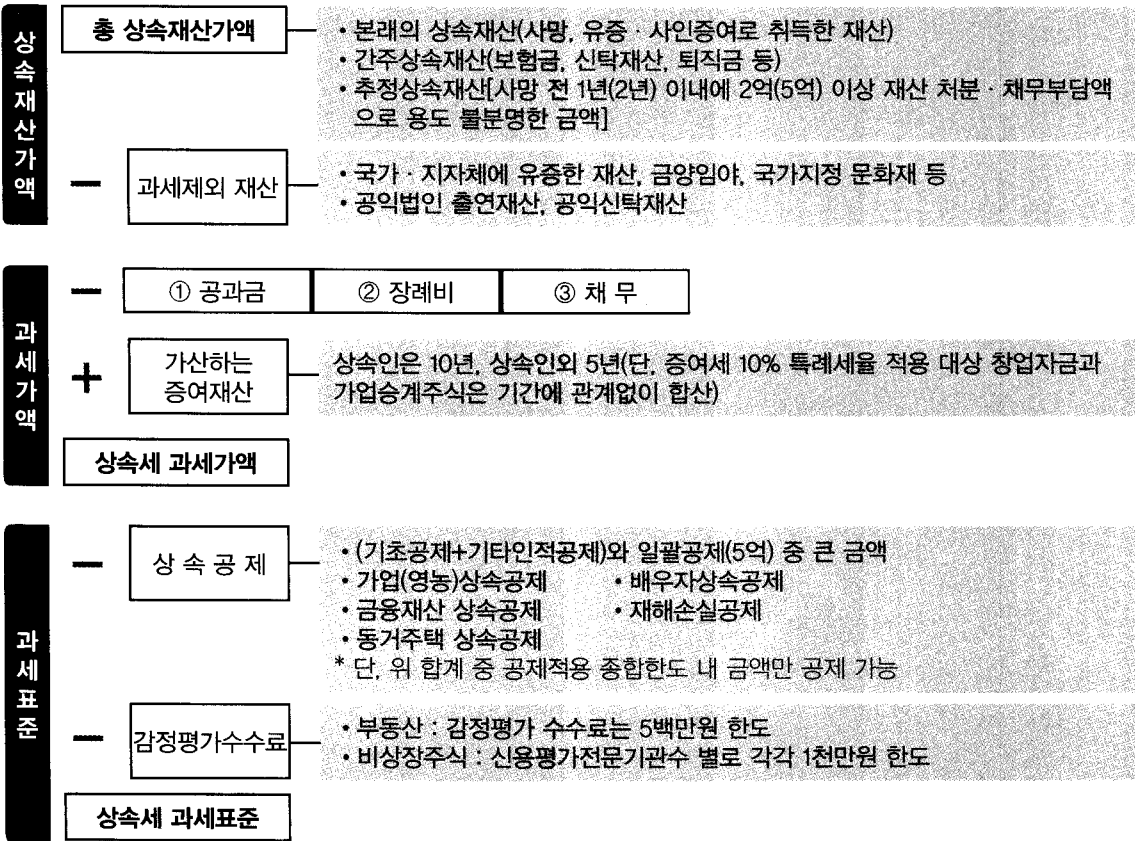 상속재산가액
총 상속재산가액
• 본래의 상속재산(사망, 유증 · 사인증여로 취득한 재산)
• 간주상속재산(보험금, 신탁재산, 퇴직금 등)
• 추정상속재산[사망 전 1년(2년) 이내에 2억(5억) 이상 재산 처분 · 채무부담액
으로 용도 불분명한 금액]
− 과세제외 재산
• 국가 · 지자체에 유증한 재산, 금양임야, 국가지정 문화재 등
• 공익법인 출연재산, 공익신탁재산
과세가액
− ① 공과금 ② 장례비 ③ 채 무
+ 가산하는
증여재산
상속인은 10년, 상속인외 5년(단, 증여세 10% 특례세율 적용 대상 창업자금과
가업승계주식은 기간에 관계없이 합산)
상속세 과세가액
과세표준
− 상 속 공 제
• (기초공제+기타인적공제)와 일괄공제(5억) 중 큰 금액
• 가업(영농)상속공제 • 배우자상속공제
• 금융재산 상속공제 • 재해손실공제
• 동거주택 상속공제
* 단, 위 합계 중 공제적용 종합한도 내 금액만 공제 가능
− 감정평가수수료
• 부동산 : 감정평가 수수료는 5백만원 한도
• 비상장주식 : 신용평가전문기관수 별로 각각 1천만원 한도
상속세 과세표준